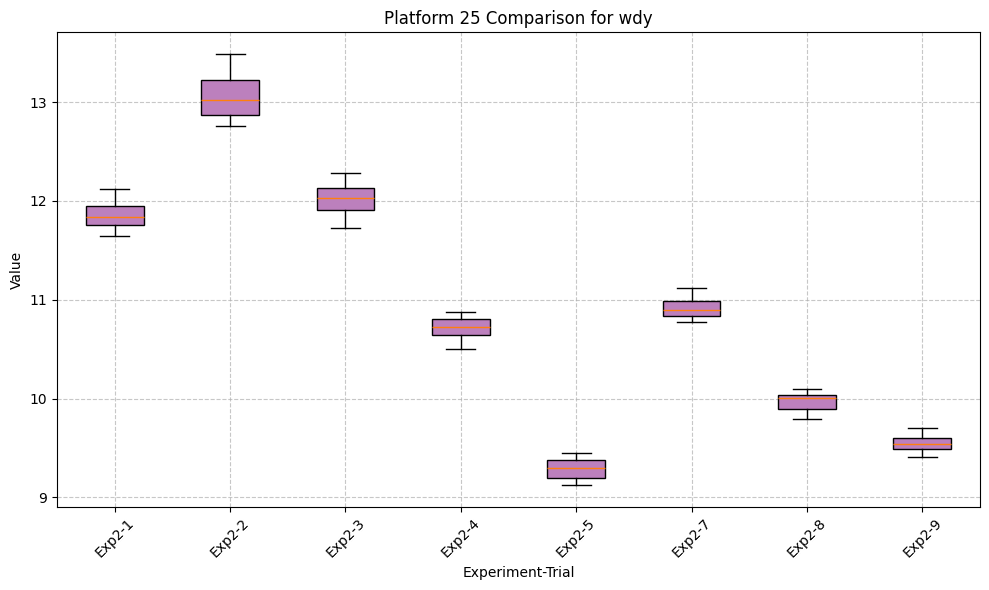 Platform 25 Comparison for wdy
Value
13
12
11
10
9
Exp2-1
Exp2-2
Exp2-3
Exp2-4
Exp2-5
Exp2-7
Exp2-8
Exp2-9
Experiment-Trial